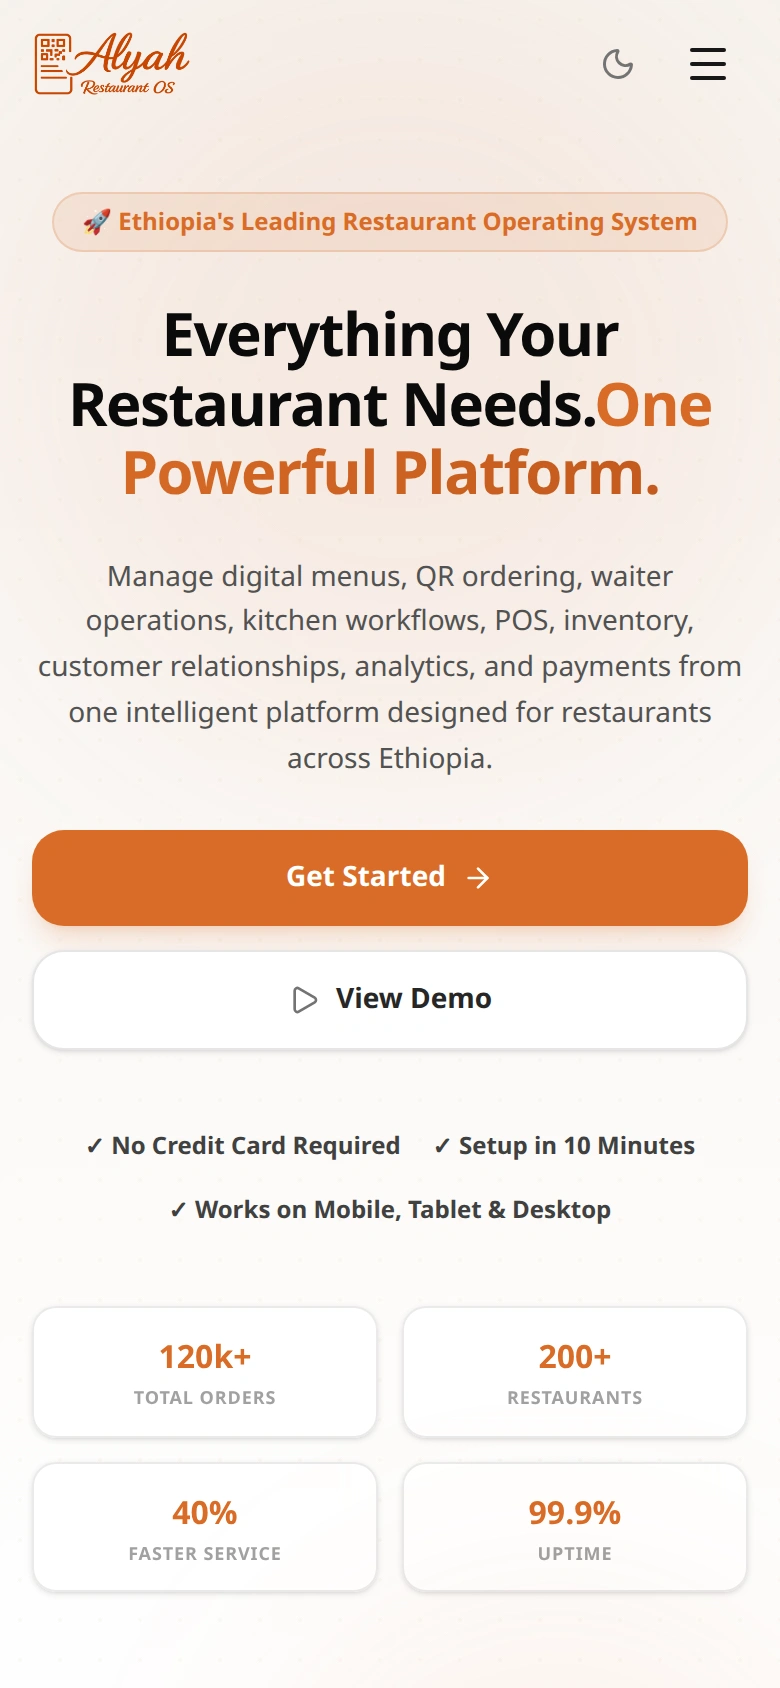 Alyah
Restaurant OS
🚀 Ethiopia's Leading Restaurant Operating System
Everything Your
Restaurant Needs.One
Powerful Platform.
Manage digital menus, QR ordering, waiter
operations, kitchen workflows, POS, inventory,
customer relationships, analytics, and payments from
one intelligent platform designed for restaurants
across Ethiopia.
Get Started →
View Demo
✓ No Credit Card Required ✓ Setup in 10 Minutes
✓ Works on Mobile, Tablet & Desktop
120k+
TOTAL ORDERS
200+
RESTAURANTS
40%
FASTER SERVICE
99.9%
UPTIME